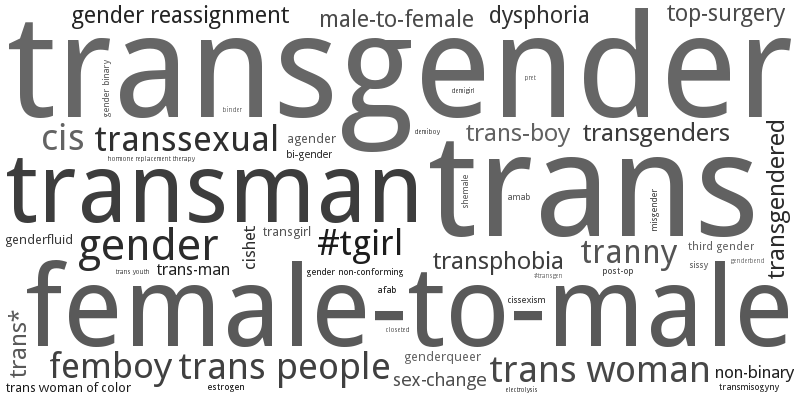 gender reassignment
male-to-female
dysphoria
top-surgery
transgender
gender binary
binder
demigirl
pret
cis
transsexual
agender
bi-gender
demiboy
trans-boy
transgenders
hormone replacement therapy
transman
trans
shemale
amab
misgender
transgendered
genderfluid
gender
cishet
transgirl
#tgirl
transphobia
tranny
third gender
sissy
genderbend
trans youth
trans-man
gender non-conforming
#transgen
post-op
afab
cissexism
female-to-male
closeted
trans*
femboy
trans people
genderqueer
sex-change
trans woman
non-binary
trans woman of color
estrogen
electrolysis
transmisogyny